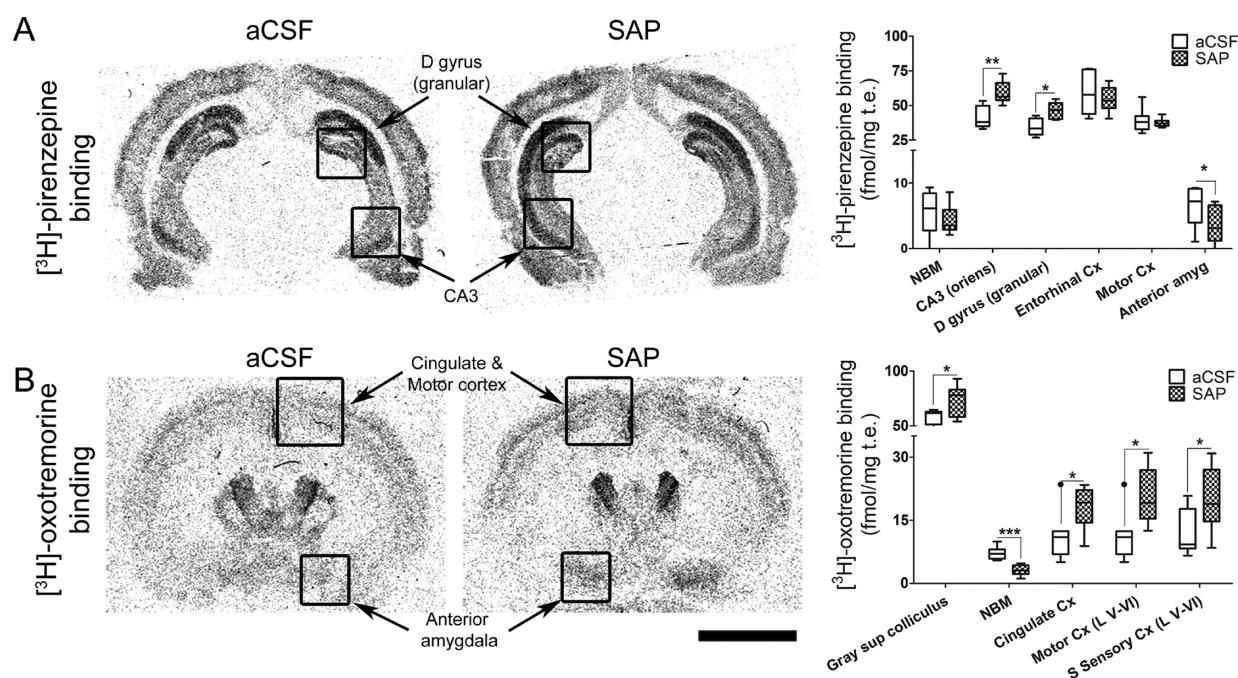 A
aCSF
SAP
D gyrus
(granular)
CA3
[³H]-pirenzepine
binding
[³H]-pirenzepine binding
(fmol/mg t.e.)
100
75
50
25
10
0
aCSF
SAP
**
*
*
NBM
CA3 (oriens)
D gyrus (granular)
Entorhinal Cx
Motor Cx
Anterior amyg
B
aCSF
SAP
Cingulate &
Motor cortex
Anterior
amygdala
[³H]-oxotremorine
binding
[³H]-oxotremorine binding
(fmol/mg t.e.)
100
50
30
15
0
aCSF
SAP
*
***
*
*
*
Gray sup colliculus
NBM
Cingulate Cx
Motor Cx (L V-VI)
S Sensory Cx (L V-VI)